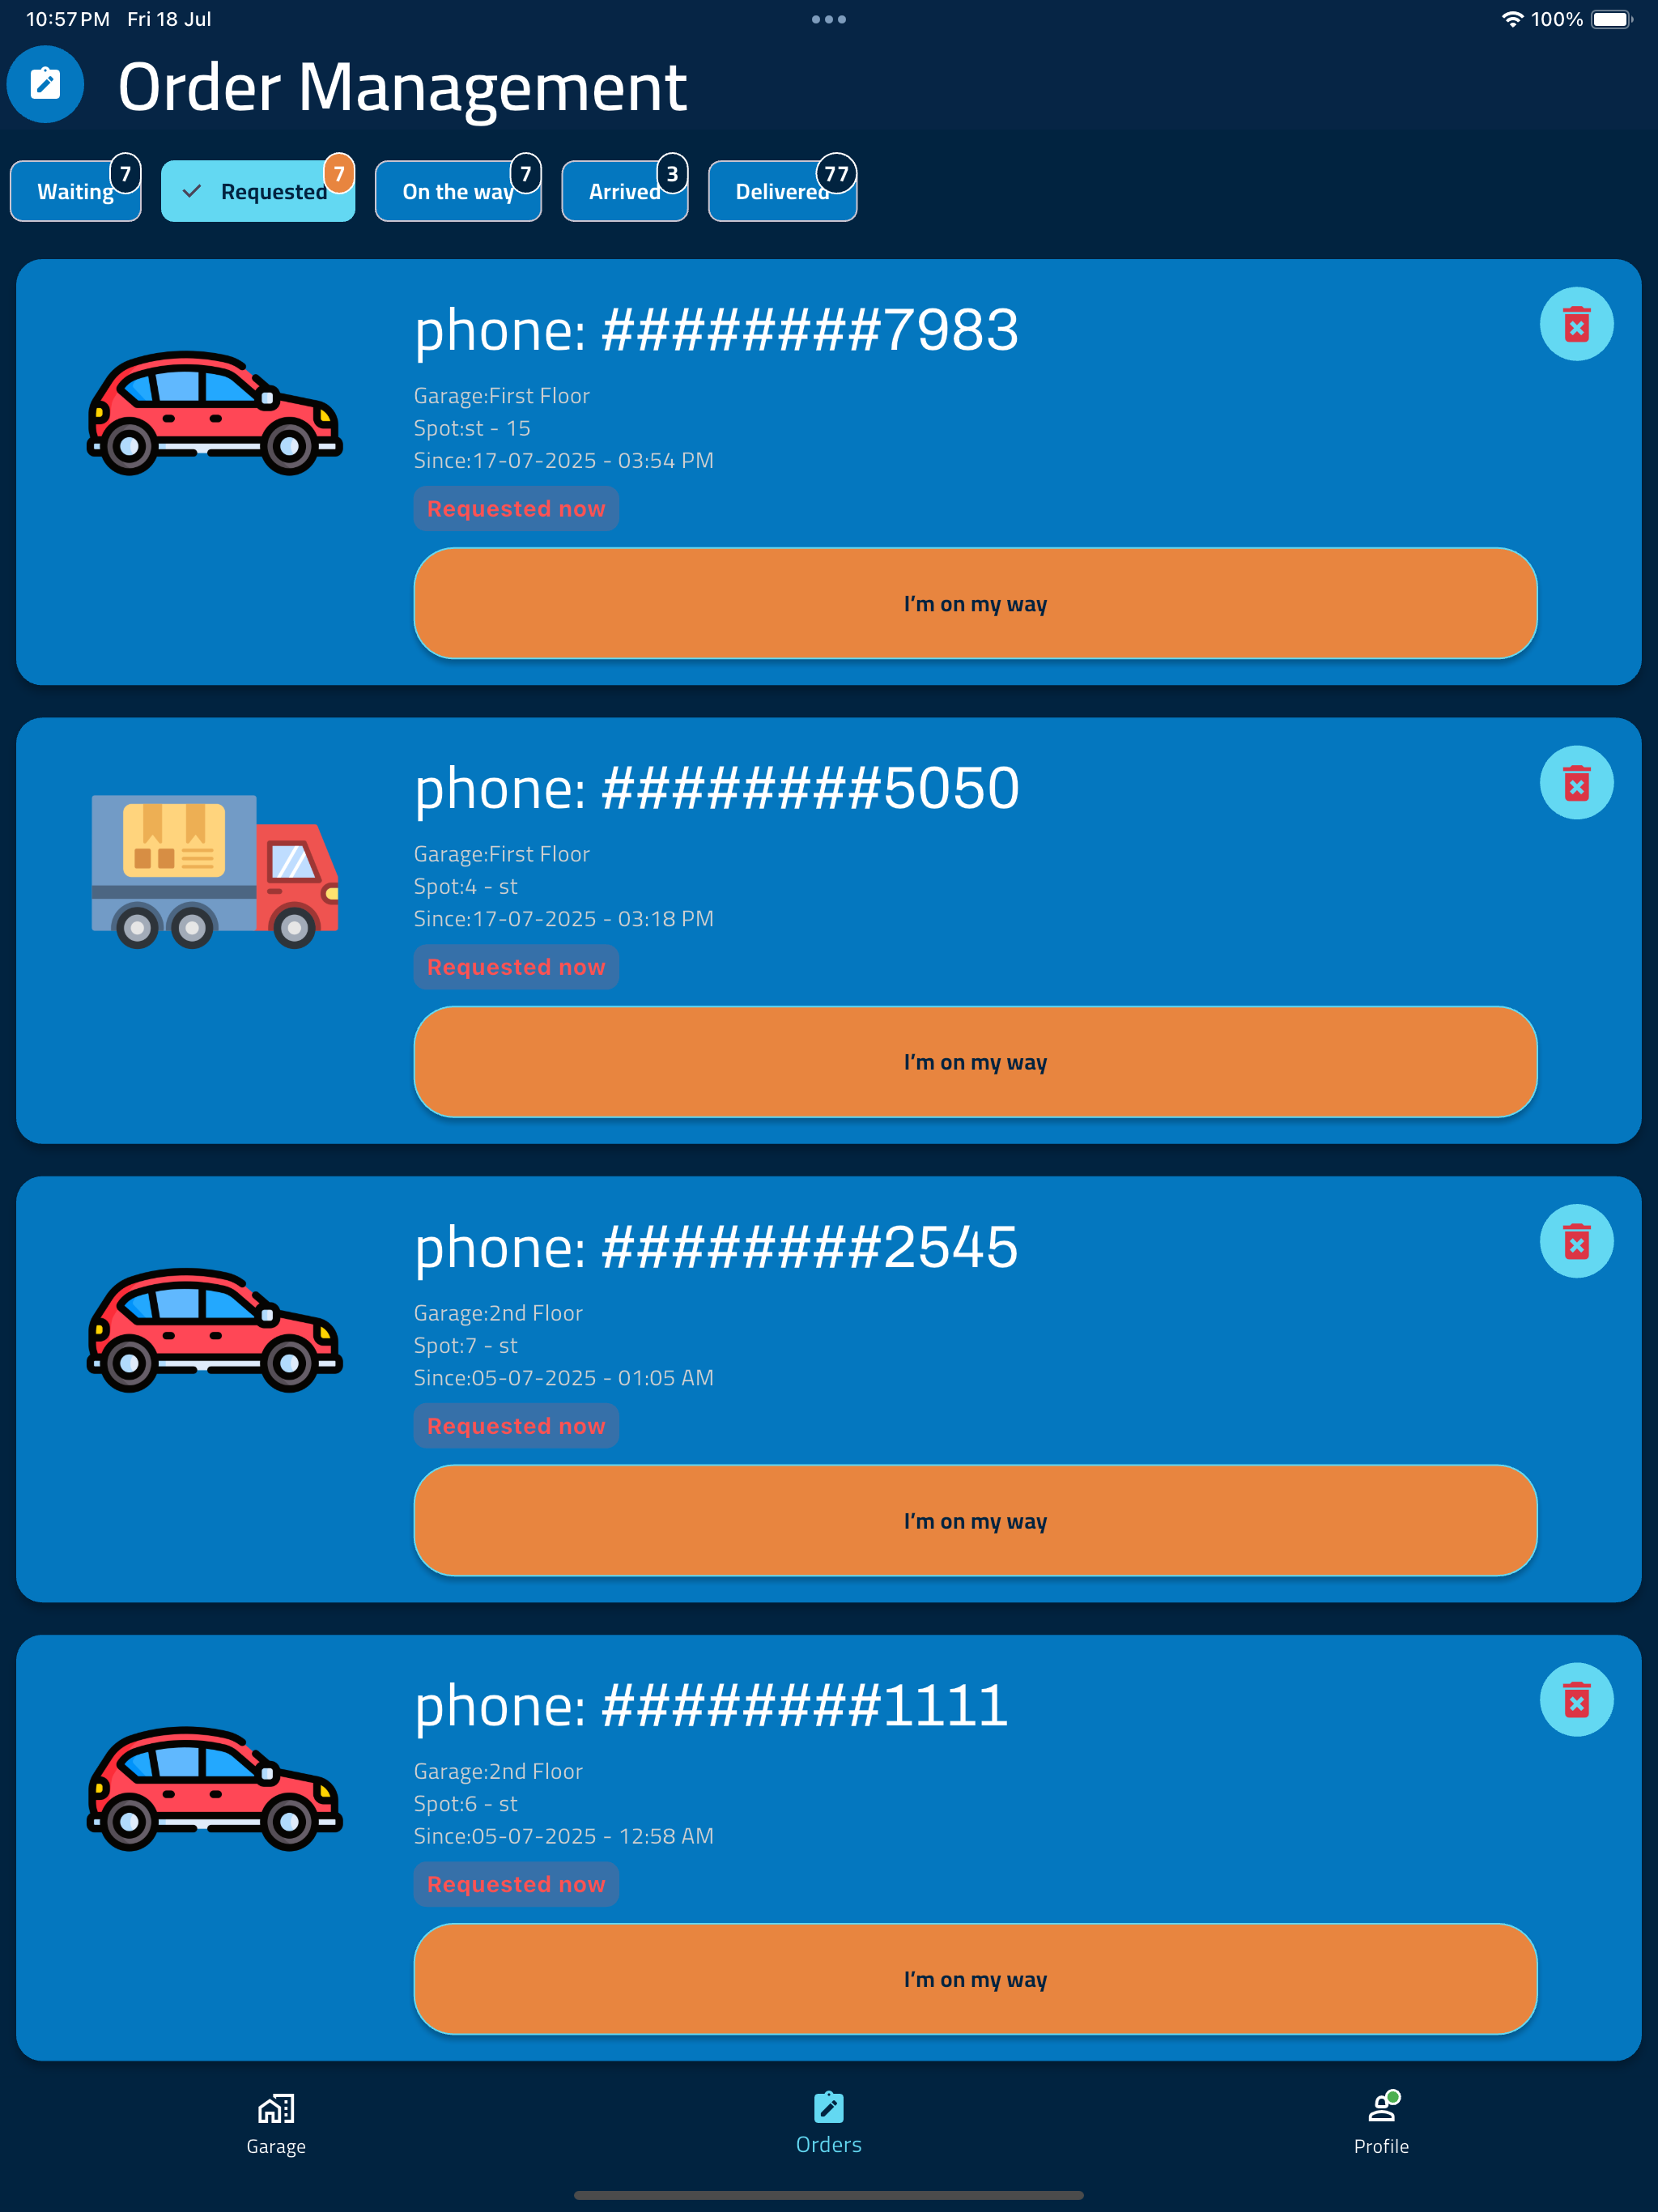 10:57 PM Fri 18 Jul
100%
Order Management
Waiting 7
Requested 7
On the way 7
Arrived 3
Delivered 77
phone: ########7983
Garage:First Floor
Spot:st - 15
Since:17-07-2025 - 03:54 PM
Requested now
I'm on my way
phone: ########5050
Garage:First Floor
Spot:4 - st
Since:17-07-2025 - 03:18 PM
Requested now
I'm on my way
phone: ########2545
Garage:2nd Floor
Spot:7 - st
Since:05-07-2025 - 01:05 AM
Requested now
I'm on my way
phone: ########1111
Garage:2nd Floor
Spot:6 - st
Since:05-07-2025 - 12:58 AM
Requested now
I'm on my way
Garage
Orders
Profile